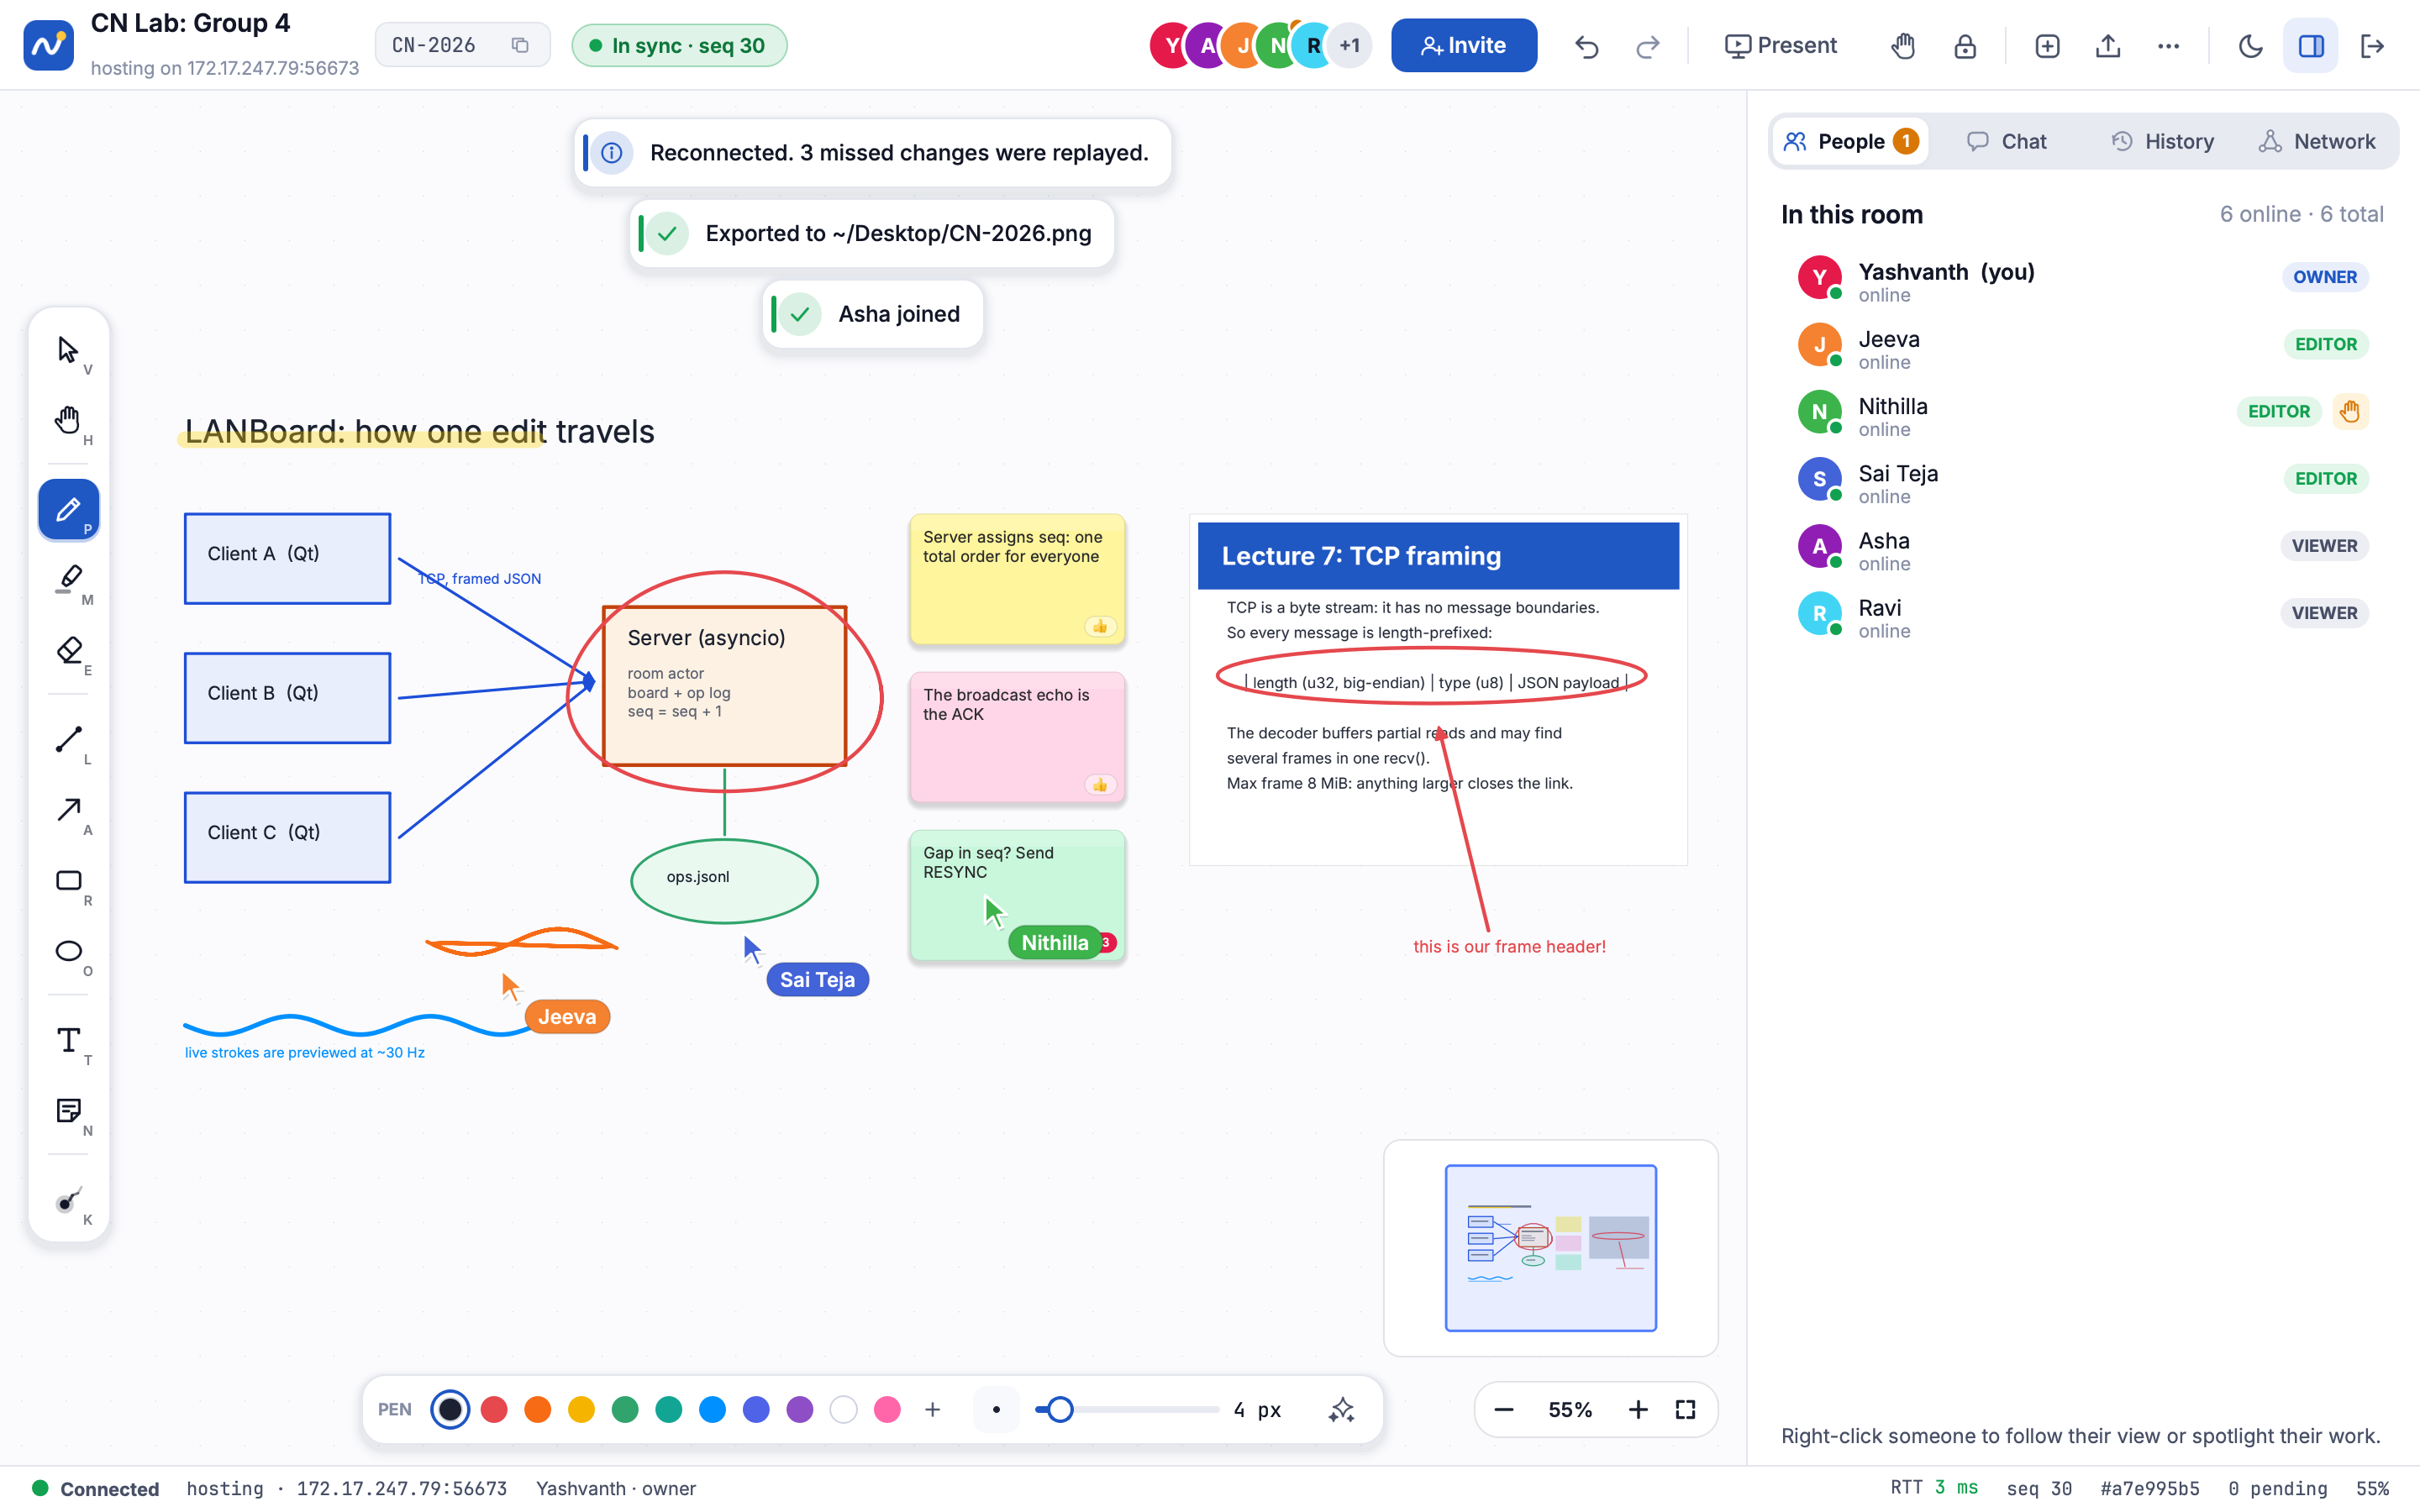 CN Lab: Group 4
hosting on 172.17.247.79:56673
CN-2026
In sync · seq 30
Y A J N R +1
Invite
Present
Reconnected. 3 missed changes were replayed.
Exported to ~/Desktop/CN-2026.png
Asha joined
V
H
P
M
E
L
A
R
O
T
N
K
LANBoard: how one edit travels
Client A (Qt)
TCP, framed JSON
Client B (Qt)
Client C (Qt)
Server (asyncio)
room actor
board + op log
seq = seq + 1
ops.jsonl
Server assigns seq: one
total order for everyone
The broadcast echo is
the ACK
Gap in seq? Send
RESYNC
Nithilla
3
Sai Teja
Jeeva
live strokes are previewed at ~30 Hz
Lecture 7: TCP framing
TCP is a byte stream: it has no message boundaries.
So every message is length-prefixed:
| length (u32, big-endian) | type (u8) | JSON payload |
The decoder buffers partial reads and may find
several frames in one recv().
Max frame 8 MiB: anything larger closes the link.
this is our frame header!
PEN
4 px
55%
People 1
Chat
History
Network
In this room
6 online · 6 total
Y
Yashvanth (you)
online
OWNER
J
Jeeva
online
EDITOR
N
Nithilla
online
EDITOR
S
Sai Teja
online
EDITOR
A
Asha
online
VIEWER
R
Ravi
online
VIEWER
Right-click someone to follow their view or spotlight their work.
Connected
hosting · 172.17.247.79:56673
Yashvanth · owner
RTT 3 ms
seq 30
#a7e995b5
0 pending
55%